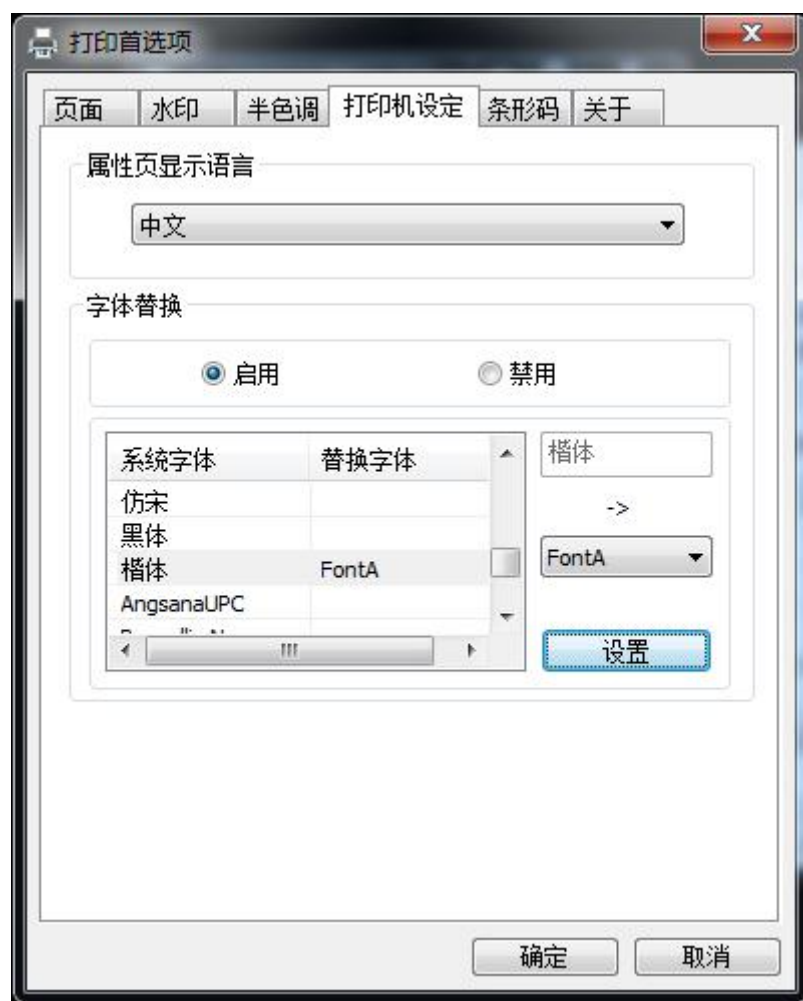 打印首选项
页面 水印 半色调 打印机设定 条形码 关于
属性页显示语言
中文
字体替换
启用 禁用
系统字体 替换字体
仿宋
黑体
楷体 FontA
AngsanaUPC
楷体
->
FontA
设置
确定 取消